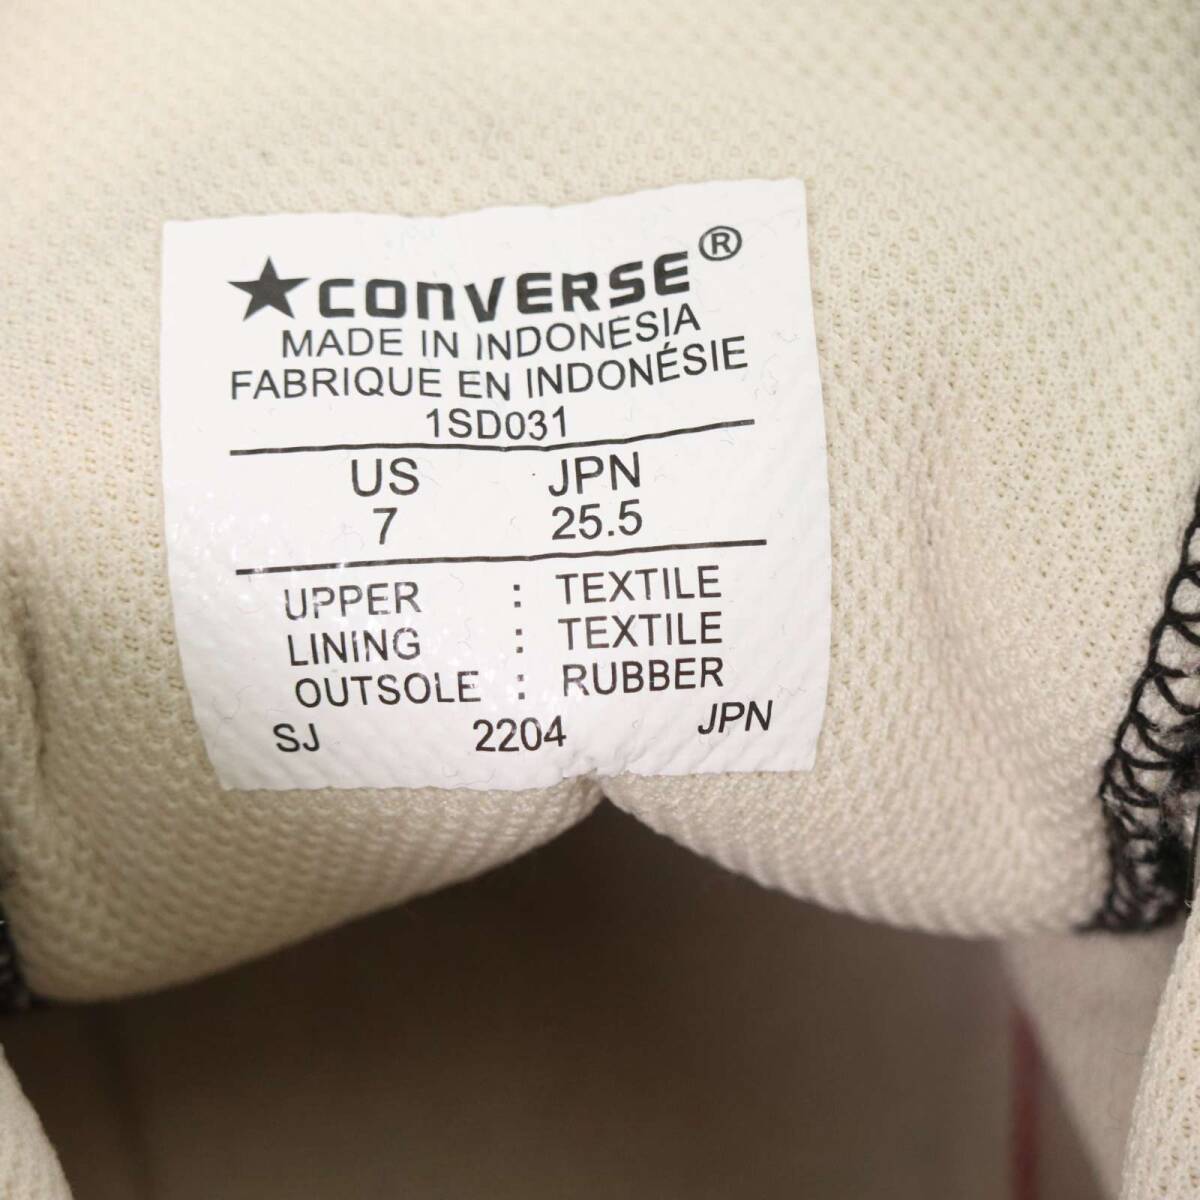 ★CONVERSE®
MADE IN INDONESIA
FABRIQUE EN INDONÉSIE
1SD031
US JPN
7 25.5
UPPER : TEXTILE
LINING : TEXTILE
OUTSOLE : RUBBER
SJ 2204 JPN